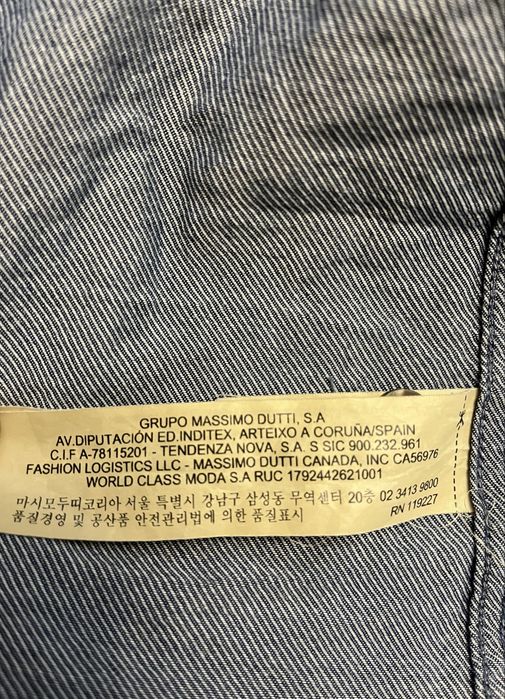 GRUPO MASSIMO DUTTI, S.A
AV.DIPUTACIÓN ED.INDITEX, ARTEIXO A CORUÑA/SPAIN
C.I.F A-78115201 - TENDENZA NOVA, S.A. S SIC 900.232.961
FASHION LOGISTICS LLC - MASSIMO DUTTI CANADA, INC CA56976
WORLD CLASS MODA S.A RUC 1792442621001
마시모두띠코리아 서울 특별시 강남구 삼성동 무역센터 20층 02 3413 9800
품질경영 및 공산품 안전관리법에 의한 품질표시
RN 119227